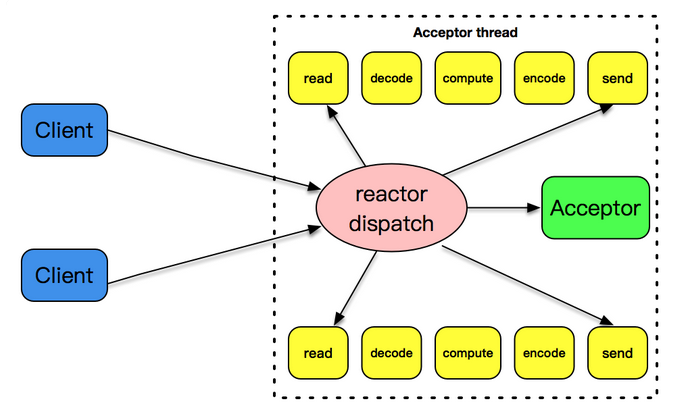 Acceptor thread
read
decode
compute
encode
send
Client
reactor
dispatch
Acceptor
Client
read
decode
compute
encode
send